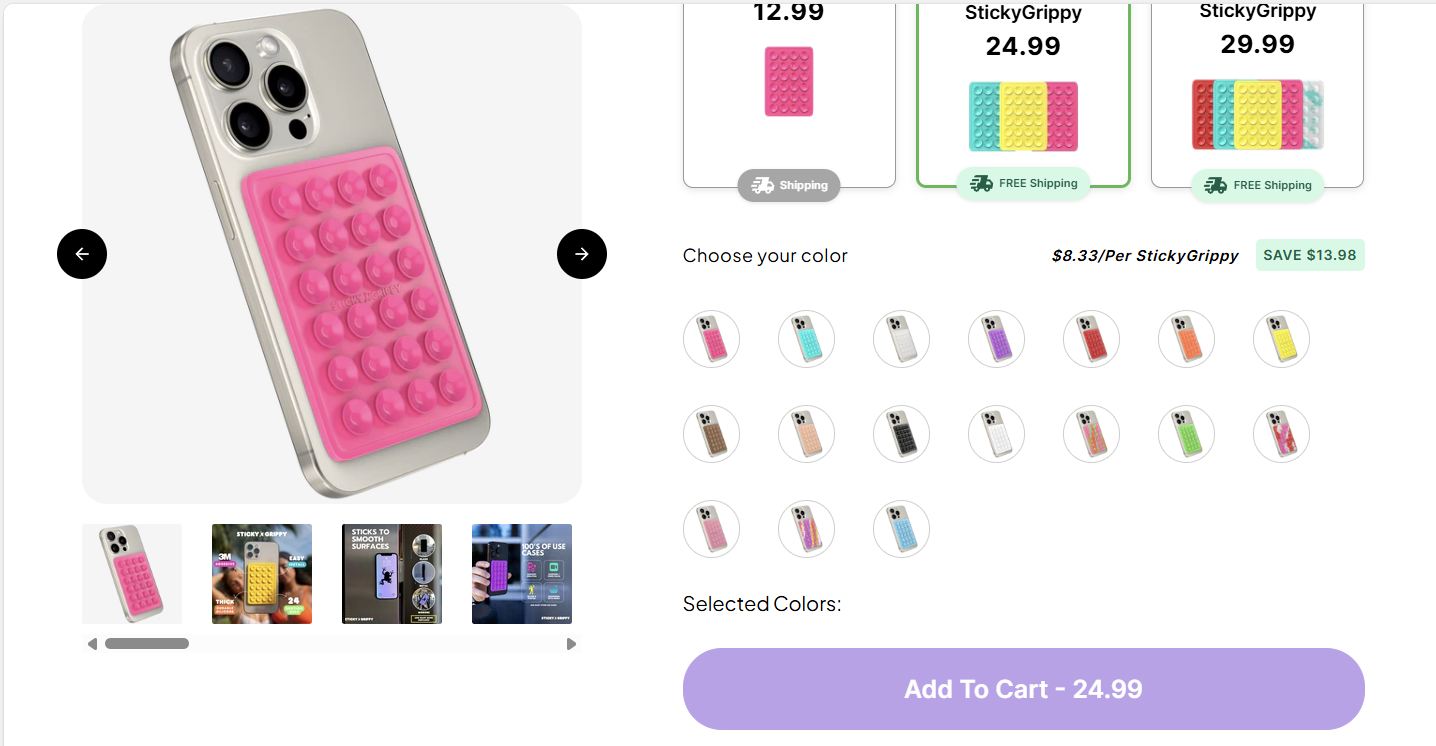 12.99
StickyGrippy
24.99
StickyGrippy
29.99
Shipping
FREE Shipping
FREE Shipping
Choose your color
$8.33/Per StickyGrippy
SAVE $13.98
STICKY GRIPPY
STICKY GRIPPY
3M
EASY
THICK
24
STICKS TO
SMOOTH
SURFACES
STICKY GRIPPY
100'S OF USE
CASES
STICKY GRIPPY
Selected Colors:
Add To Cart - 24.99